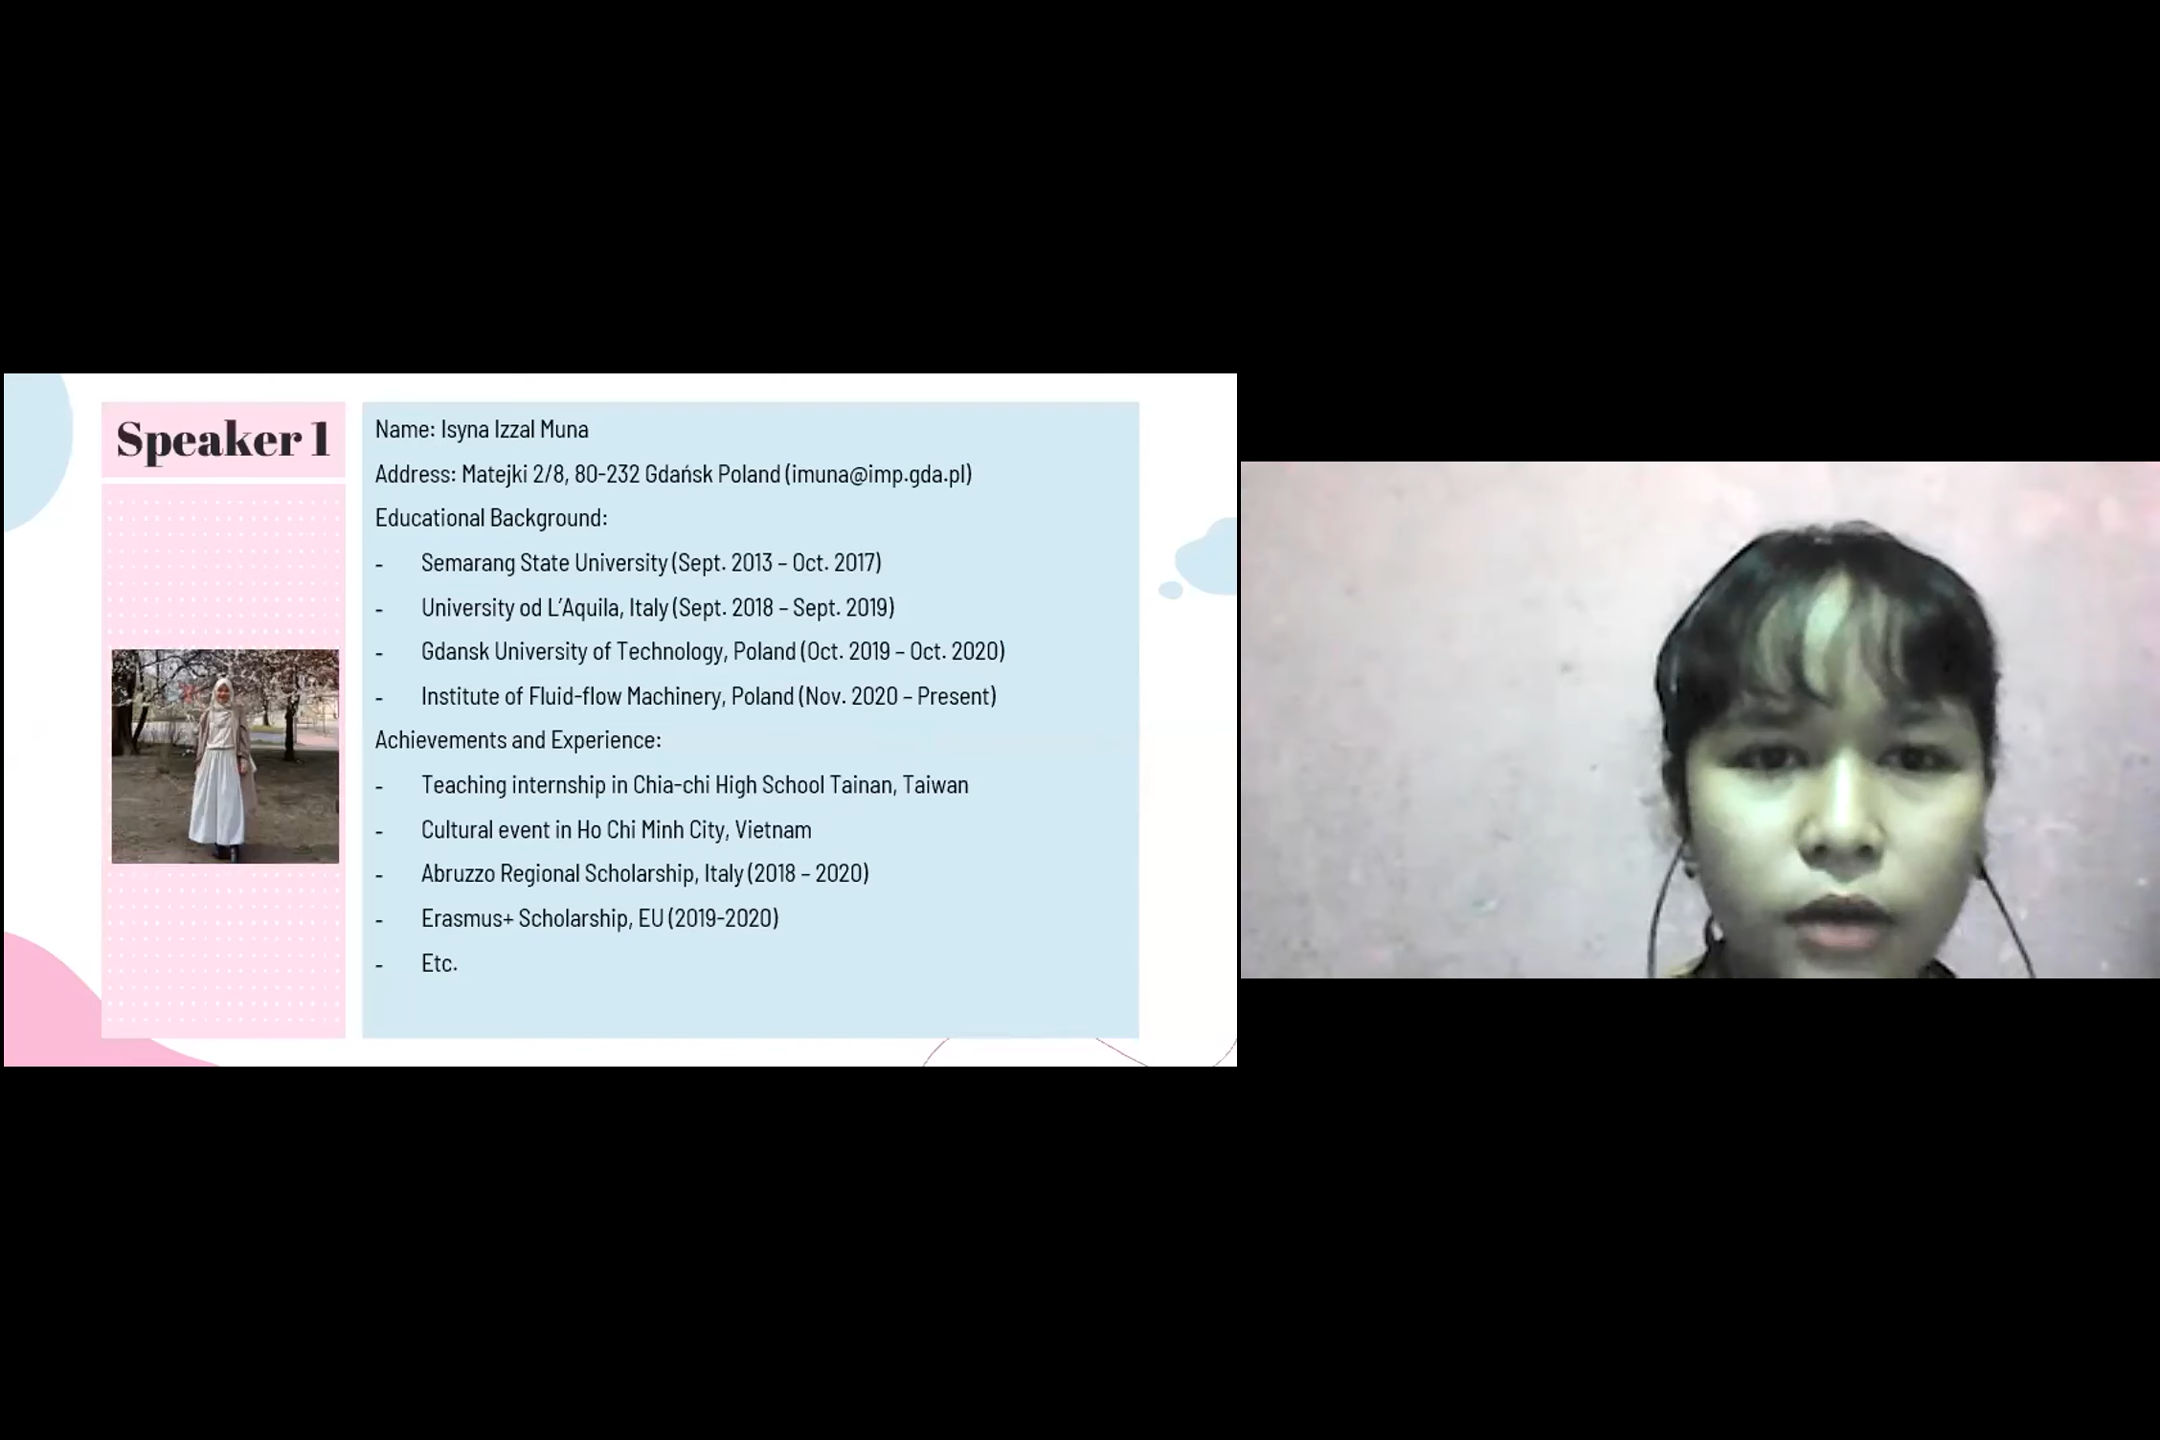 Speaker 1
Name: Isyna Izzal Muna
Address: Matejki 2/8, 80-232 Gdańsk Poland (imuna@imp.gda.pl)
Educational Background:
- Semarang State University (Sept. 2013 – Oct. 2017)
- University od L’Aquila, Italy (Sept. 2018 – Sept. 2019)
- Gdansk University of Technology, Poland (Oct. 2019 – Oct. 2020)
- Institute of Fluid-flow Machinery, Poland (Nov. 2020 – Present)
Achievements and Experience:
- Teaching internship in Chia-chi High School Tainan, Taiwan
- Cultural event in Ho Chi Minh City, Vietnam
- Abruzzo Regional Scholarship, Italy (2018 – 2020)
- Erasmus+ Scholarship, EU (2019-2020)
- Etc.